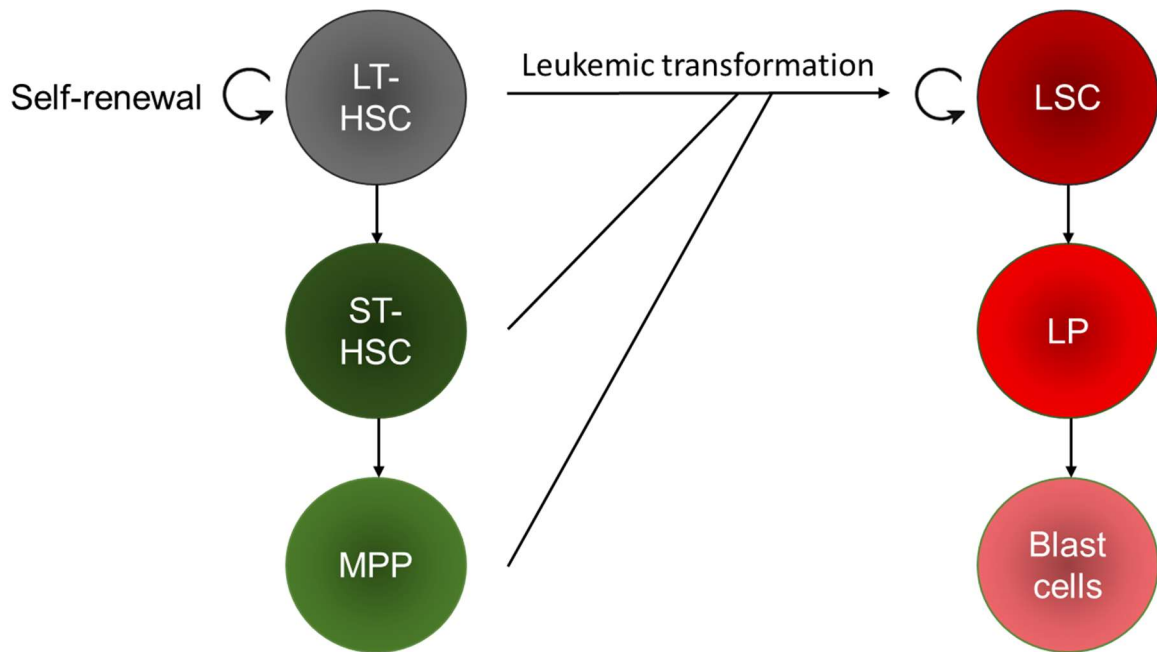 Leukemic transformation
Self-renewal
LT-
HSC
LSC
ST-
HSC
LP
MPP
Blast
cells